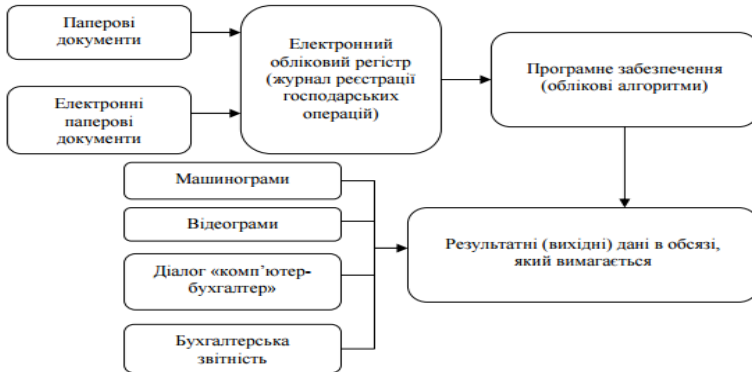 Паперові
документи
Електронні
паперові
документи
Електронний
обліковий регістр
(журнал реєстрації
господарських
операцій)
Програмне забезпечення
(облікові алгоритми)
Машинограми
Відеограми
Діалог «комп’ютер-
бухгалтер»
Бухгалтерська
звітність
Результатні (вихідні) дані в обсязі,
який вимагається